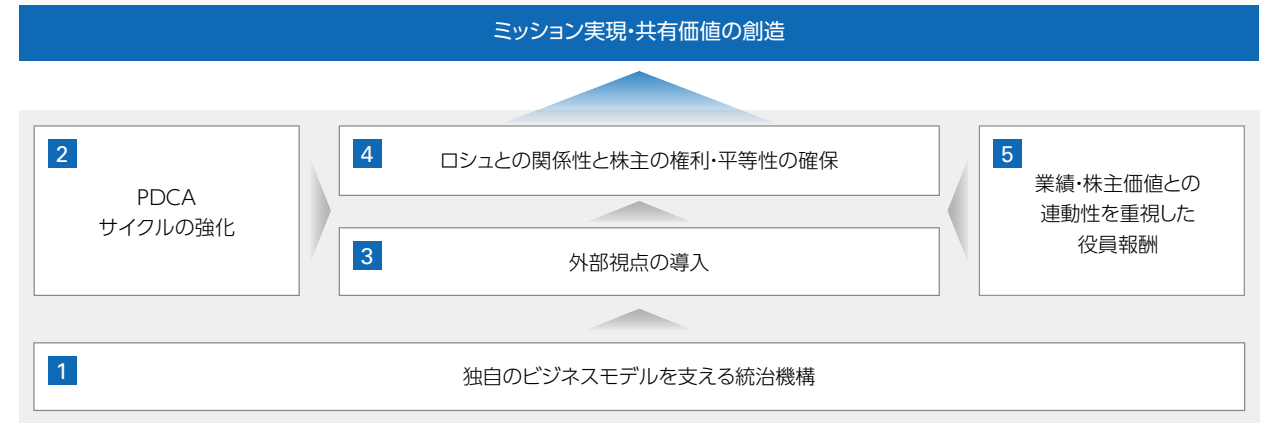 ミッション実現・共有価値の創造
2
PDCA
サイクルの強化
4
ロシュとの関係性と株主の権利・平等性の確保
3
外部視点の導入
5
業績・株主価値との
連動性を重視した
役員報酬
1
独自のビジネスモデルを支える統治機構